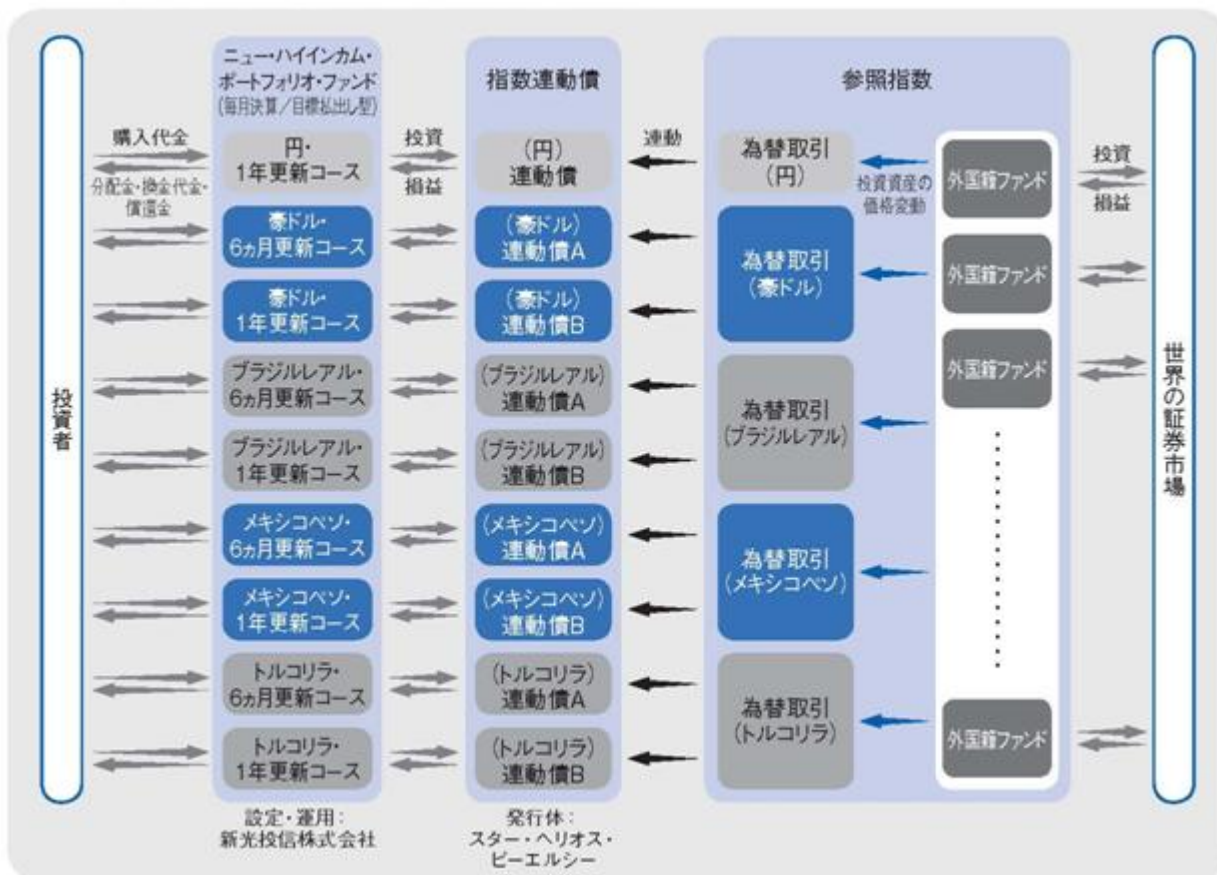 ニュー・ハイインカム・
ポートフォリオ・ファンド
(毎月決算／目標払出し型)
指数連動債
参照指数
購入代金
分配金・換金代金・
償還金
投資
損益
連動
投資資産の
価格変動
投資
損益
投資者
円・
1年更新コース
豪ドル・
6ヵ月更新コース
豪ドル・
1年更新コース
ブラジルレアル・
6ヵ月更新コース
ブラジルレアル・
1年更新コース
メキシコペソ・
6ヵ月更新コース
メキシコペソ・
1年更新コース
トルコリラ・
6ヵ月更新コース
トルコリラ・
1年更新コース
(円)
連動債
(豪ドル)
連動債A
(豪ドル)
連動債B
(ブラジルレアル)
連動債A
(ブラジルレアル)
連動債B
(メキシコペソ)
連動債A
(メキシコペソ)
連動債B
(トルコリラ)
連動債A
(トルコリラ)
連動債B
為替取引
(円)
為替取引
(豪ドル)
為替取引
(ブラジルレアル)
為替取引
(メキシコペソ)
為替取引
(トルコリラ)
外国籍ファンド
外国籍ファンド
外国籍ファンド
外国籍ファンド
世界の証券市場
設定・運用：
新光投信株式会社
発行体：
スター・ヘリオス・
ピーエルシー